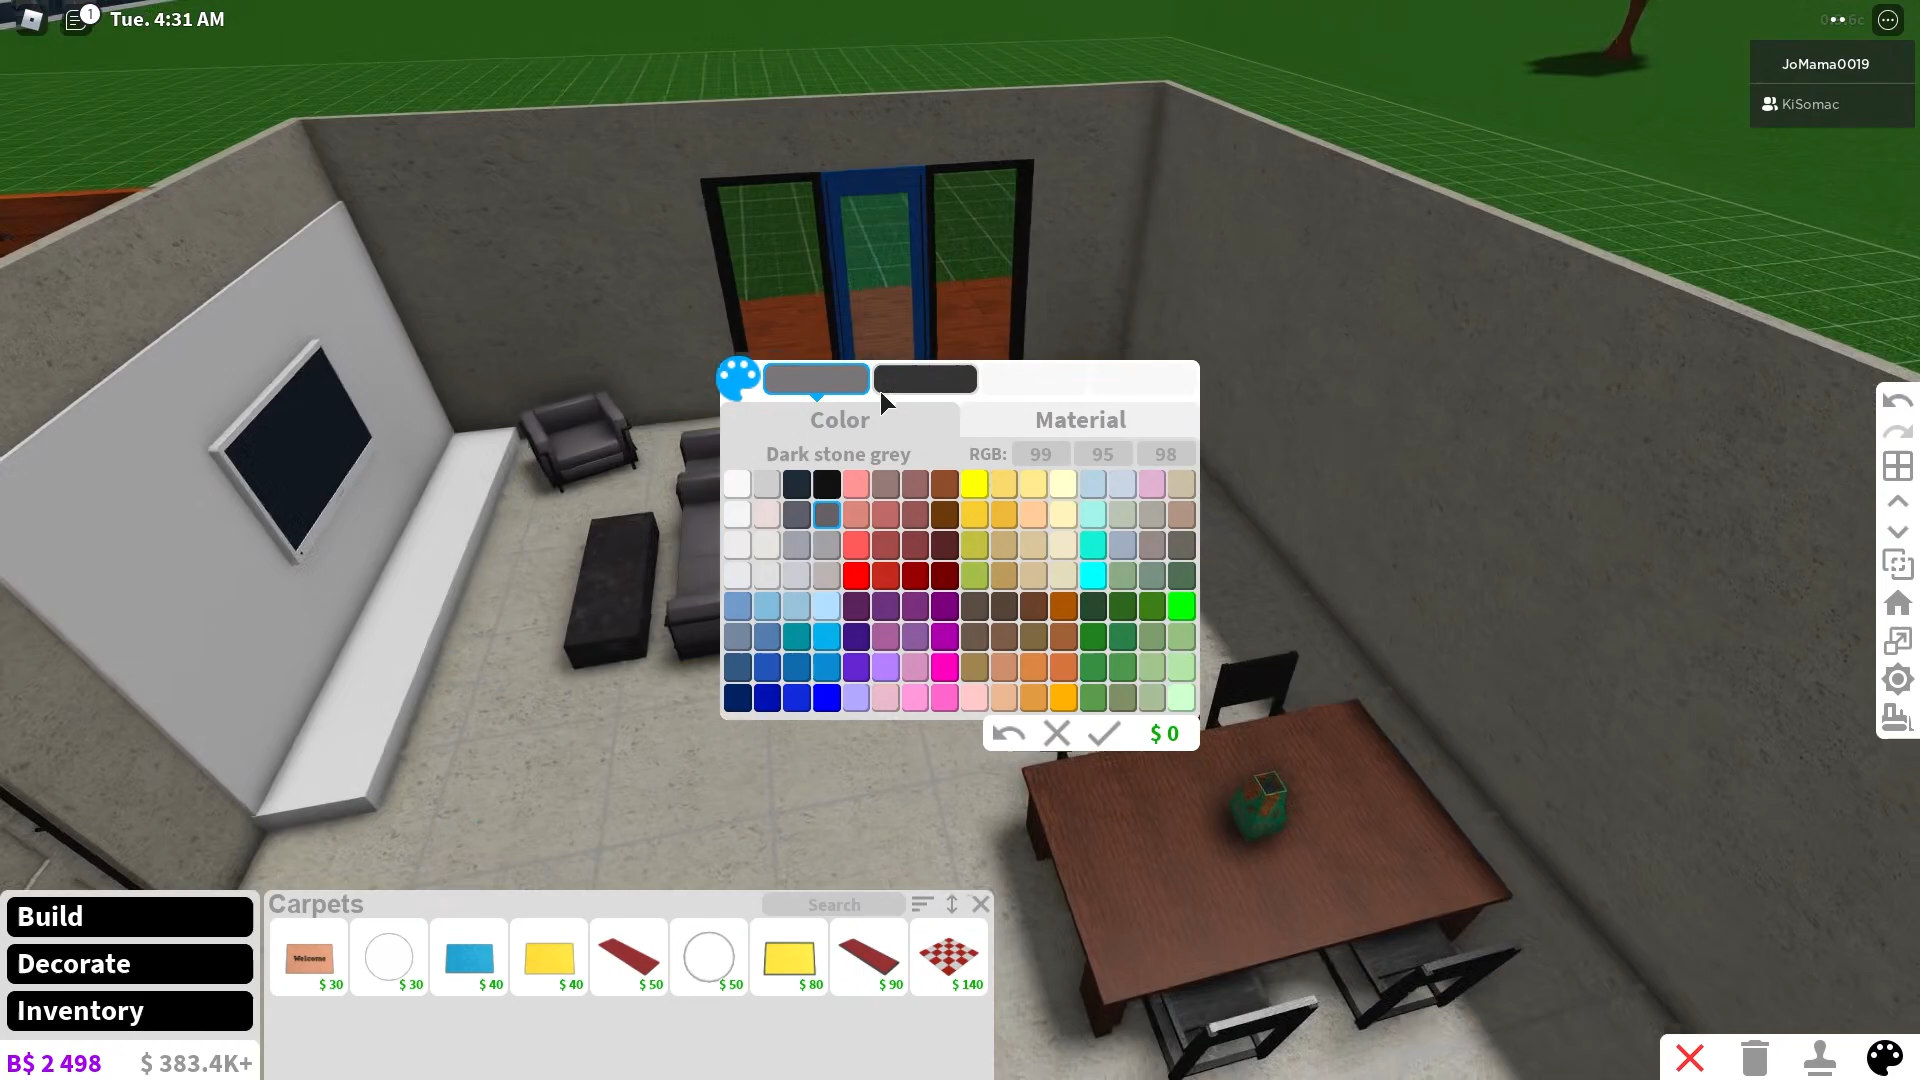 1
Tue. 4:31 AM
JoMama0019
KiSomac
Color
Material
Dark stone grey
RGB: 99 95 98
$ 0
Build
Decorate
Inventory
B$ 2 498
$ 383.4K+
Carpets
Search
Welcome
$ 30
$ 30
$ 40
$ 40
$ 50
$ 50
$ 80
$ 90
$ 140